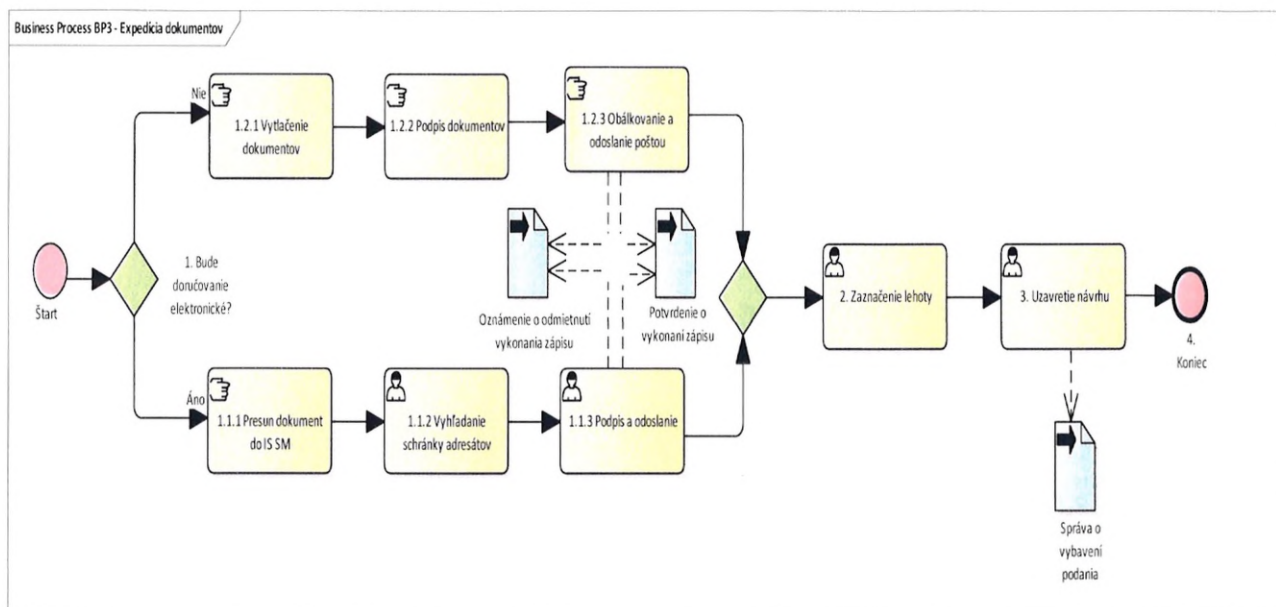 Business Process BP3 - Expedícia dokumentov
Nie
1.2.1 Vytlačenie
dokumentov
1.2.2 Podpis dokumentov
1.2.3 Obálkovanie a
odoslanie poštou
Štart
1. Bude
doručovanie
elektronické?
Oznámenie o odmietnutí
vykonania zápisu
Potvrdenie o
vykonaní zápisu
2. Zaznačenie lehoty
3. Uzavretie návrhu
4.
Koniec
Áno
1.1.1 Presun dokument
do IS SM
1.1.2 Vyhľadanie
schránky adresátov
1.1.3 Podpis a odoslanie
Správa o
vybavení
podania